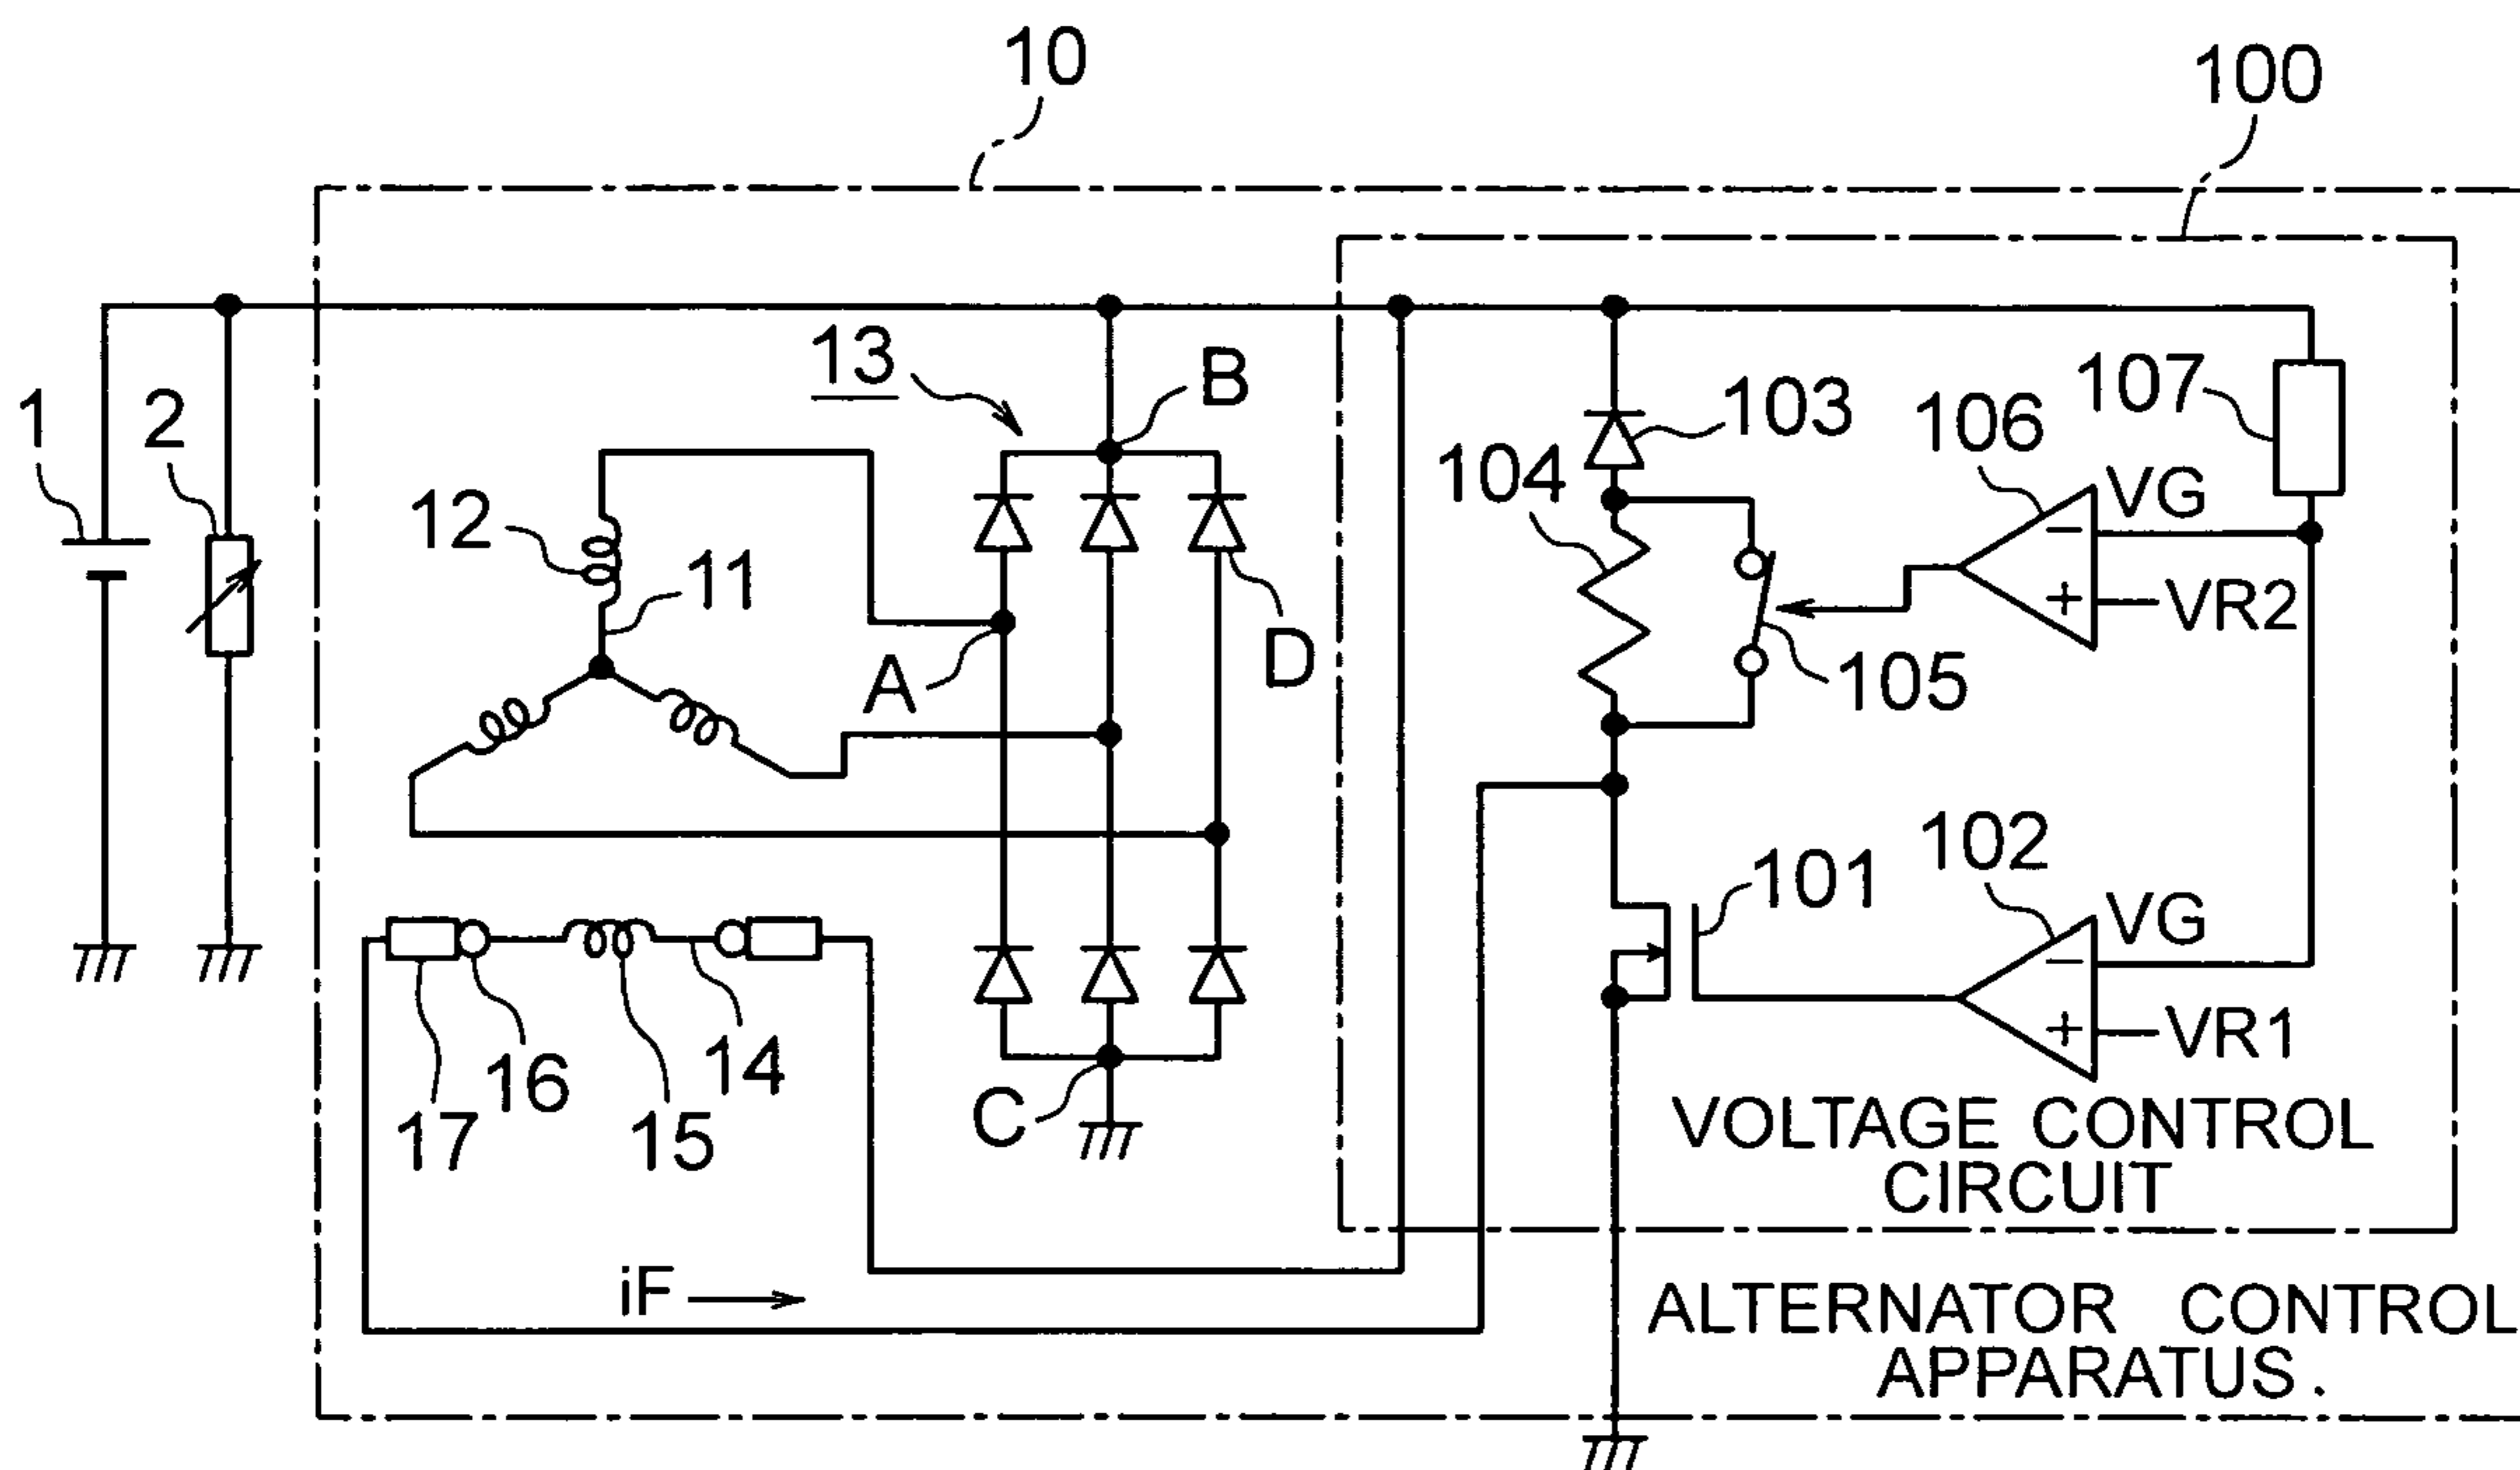 10
100
13
B
1
2
103
106
107
104
VG
12
11
VR2
A
D
105
102
101
VG
VR1
17
16
15
14
C
VOLTAGE CONTROL
CIRCUIT
iF
ALTERNATOR CONTROL
APPARATUS.